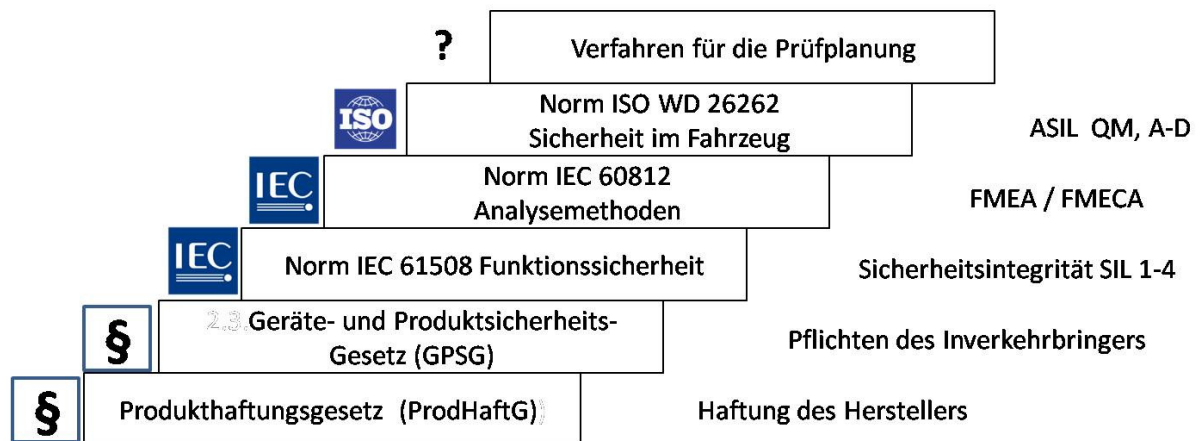 ?
Verfahren für die Prüfplanung
ISO
Norm ISO WD 26262
Sicherheit im Fahrzeug
ASIL QM, A-D
IEC
Norm IEC 60812
Analysemethoden
FMEA / FMECA
IEC
Norm IEC 61508 Funktionssicherheit
Sicherheitsintegrität SIL 1-4
§
2.3.Geräte- und Produktsicherheits-
Gesetz (GPSG)
Pflichten des Inverkehrbringers
§
Produkthaftungsgesetz (ProdHaftG)
Haftung des Herstellers